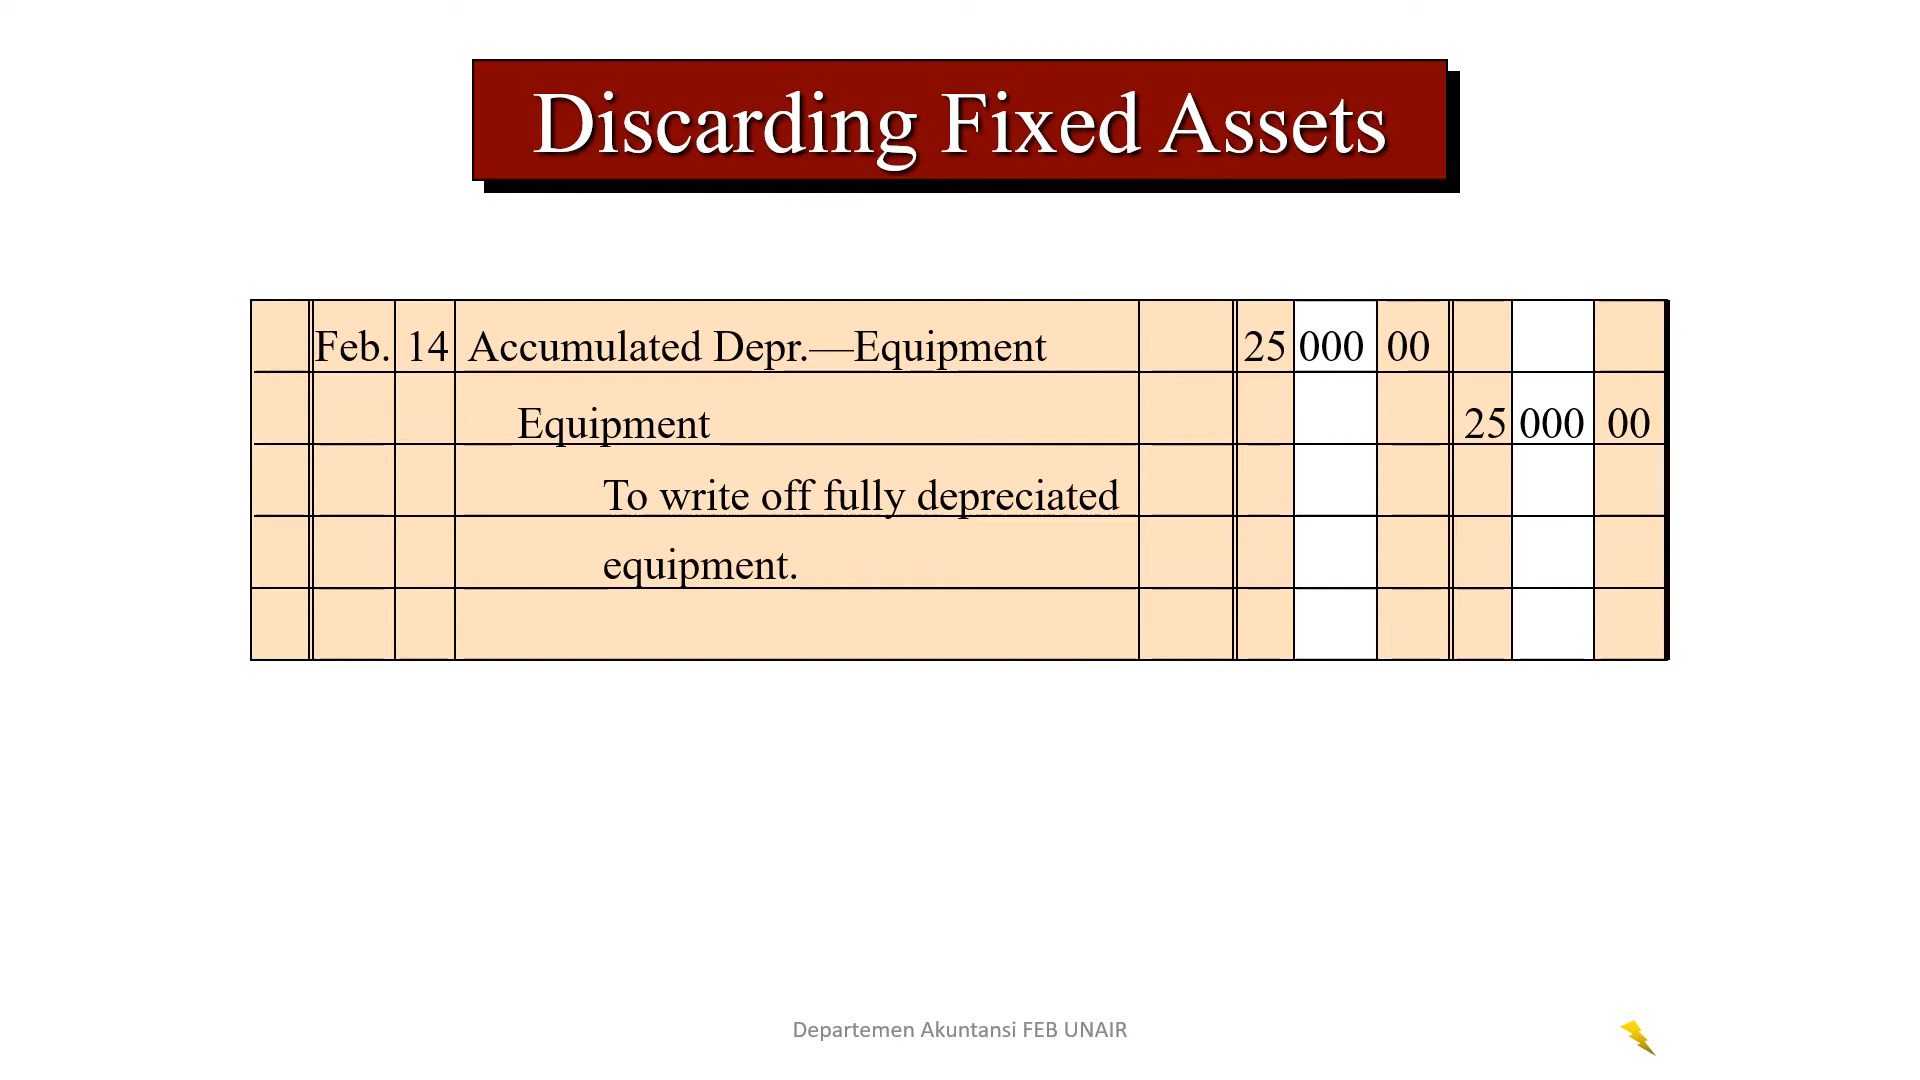 Discarding Fixed Assets
Feb. 14 Accumulated Depr.—Equipment 25 000 00
Equipment 25 000 00
To write off fully depreciated
equipment.
Departemen Akuntansi FEB UNAIR